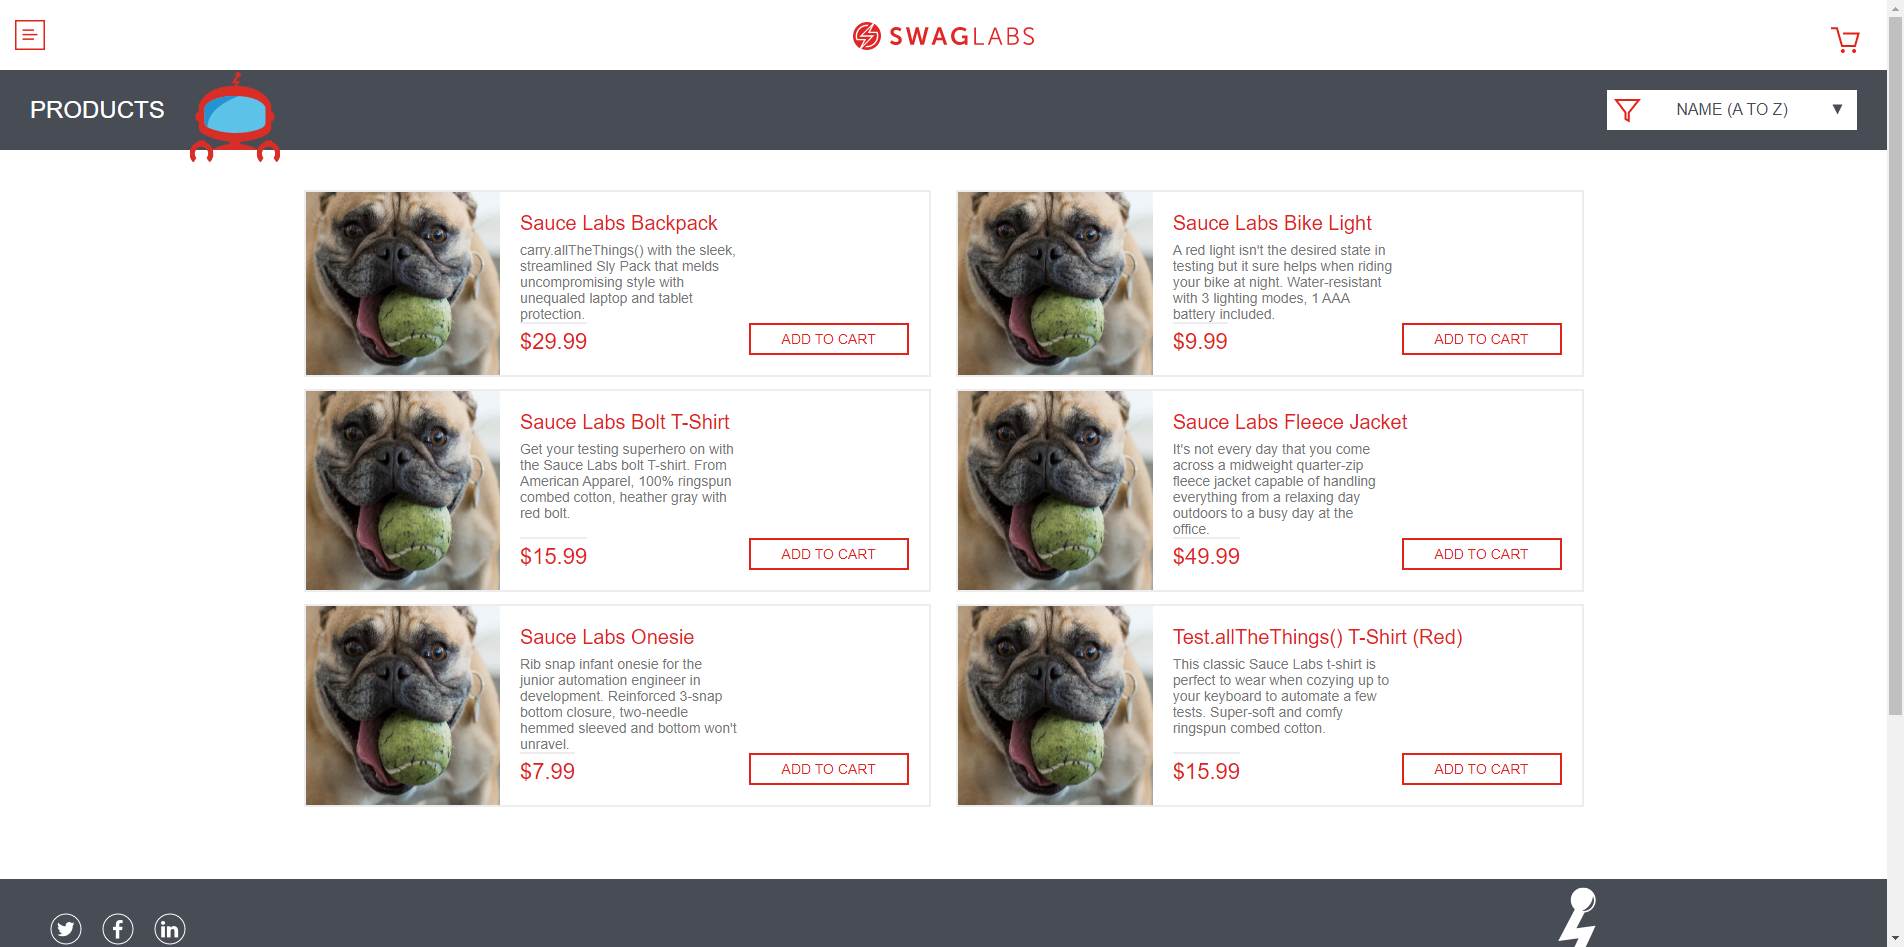 SWAGLABS
PRODUCTS
NAME (A TO Z)
Sauce Labs Backpack
carry.allTheThings() with the sleek,
streamlined Sly Pack that melds
uncompromising style with
unequaled laptop and tablet
protection.
$29.99
ADD TO CART
Sauce Labs Bike Light
A red light isn't the desired state in
testing but it sure helps when riding
your bike at night. Water-resistant
with 3 lighting modes, 1 AAA
battery included.
$9.99
ADD TO CART
Sauce Labs Bolt T-Shirt
Get your testing superhero on with
the Sauce Labs bolt T-shirt. From
American Apparel, 100% ringspun
combed cotton, heather gray with
red bolt.
$15.99
ADD TO CART
Sauce Labs Fleece Jacket
It's not every day that you come
across a midweight quarter-zip
fleece jacket capable of handling
everything from a relaxing day
outdoors to a busy day at the
office.
$49.99
ADD TO CART
Sauce Labs Onesie
Rib snap infant onesie for the
junior automation engineer in
development. Reinforced 3-snap
bottom closure, two-needle
hemmed sleeved and bottom won't
unravel.
$7.99
ADD TO CART
Test.allTheThings() T-Shirt (Red)
This classic Sauce Labs t-shirt is
perfect to wear when cozying up to
your keyboard to automate a few
tests. Super-soft and comfy
ringspun combed cotton.
$15.99
ADD TO CART